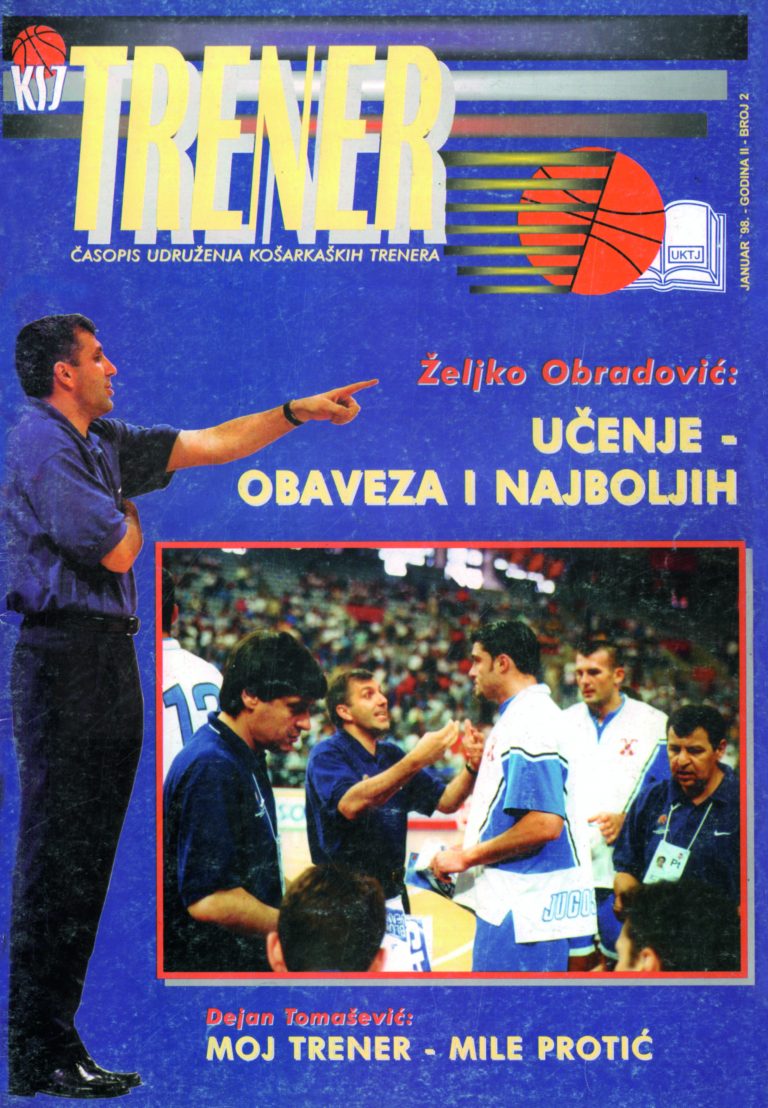 KSJ
TRENER
ČASOPIS UDRUŽENJA KOŠARKAŠKIH TRENERA
UKTJ
JANUAR '98. - GODINA II - BROJ 2
Željko Obradović:
UČENJE -
OBAVEZA I NAJBOLJIH
12
JUGOS
Dejan Tomašević:
MOJ TRENER - MILE PROTIĆ